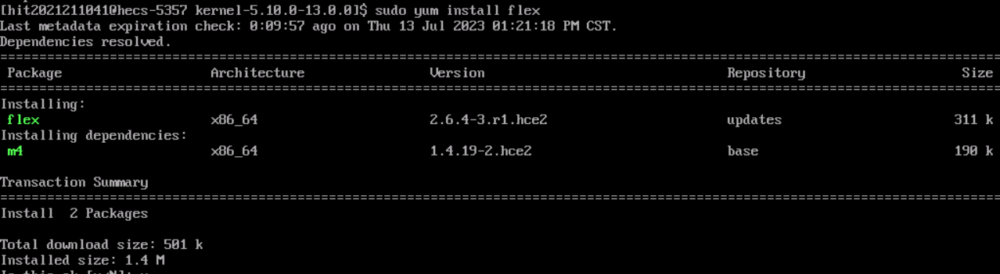 [hit2021211041@hecs-5357 kernel-5.10.0-13.0.0]$ sudo yum install flex
Last metadata expiration check: 0:09:57 ago on Thu 13 Jul 2023 01:21:18 PM CST.
Dependencies resolved.
================================================================================================================================
Package Architecture Version Repository Size
================================================================================================================================
Installing:
flex x86_64 2.6.4-3.r1.hce2 updates 311 k
Installing dependencies:
m4 x86_64 1.4.19-2.hce2 base 190 k
Transaction Summary
================================================================================================================================
Install 2 Packages
Total download size: 501 k
Installed size: 1.4 M
Is this ok [y/N]: y